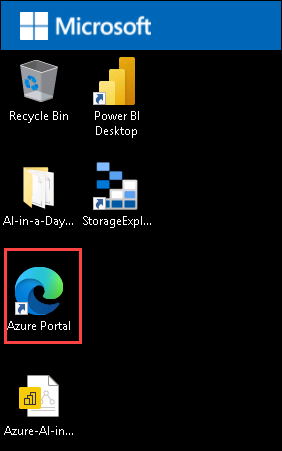 Microsoft
Recycle Bin
Power BI
Desktop
AI-in-a-Day...
StorageExpl...
Azure Portal
Azure-AI-in...